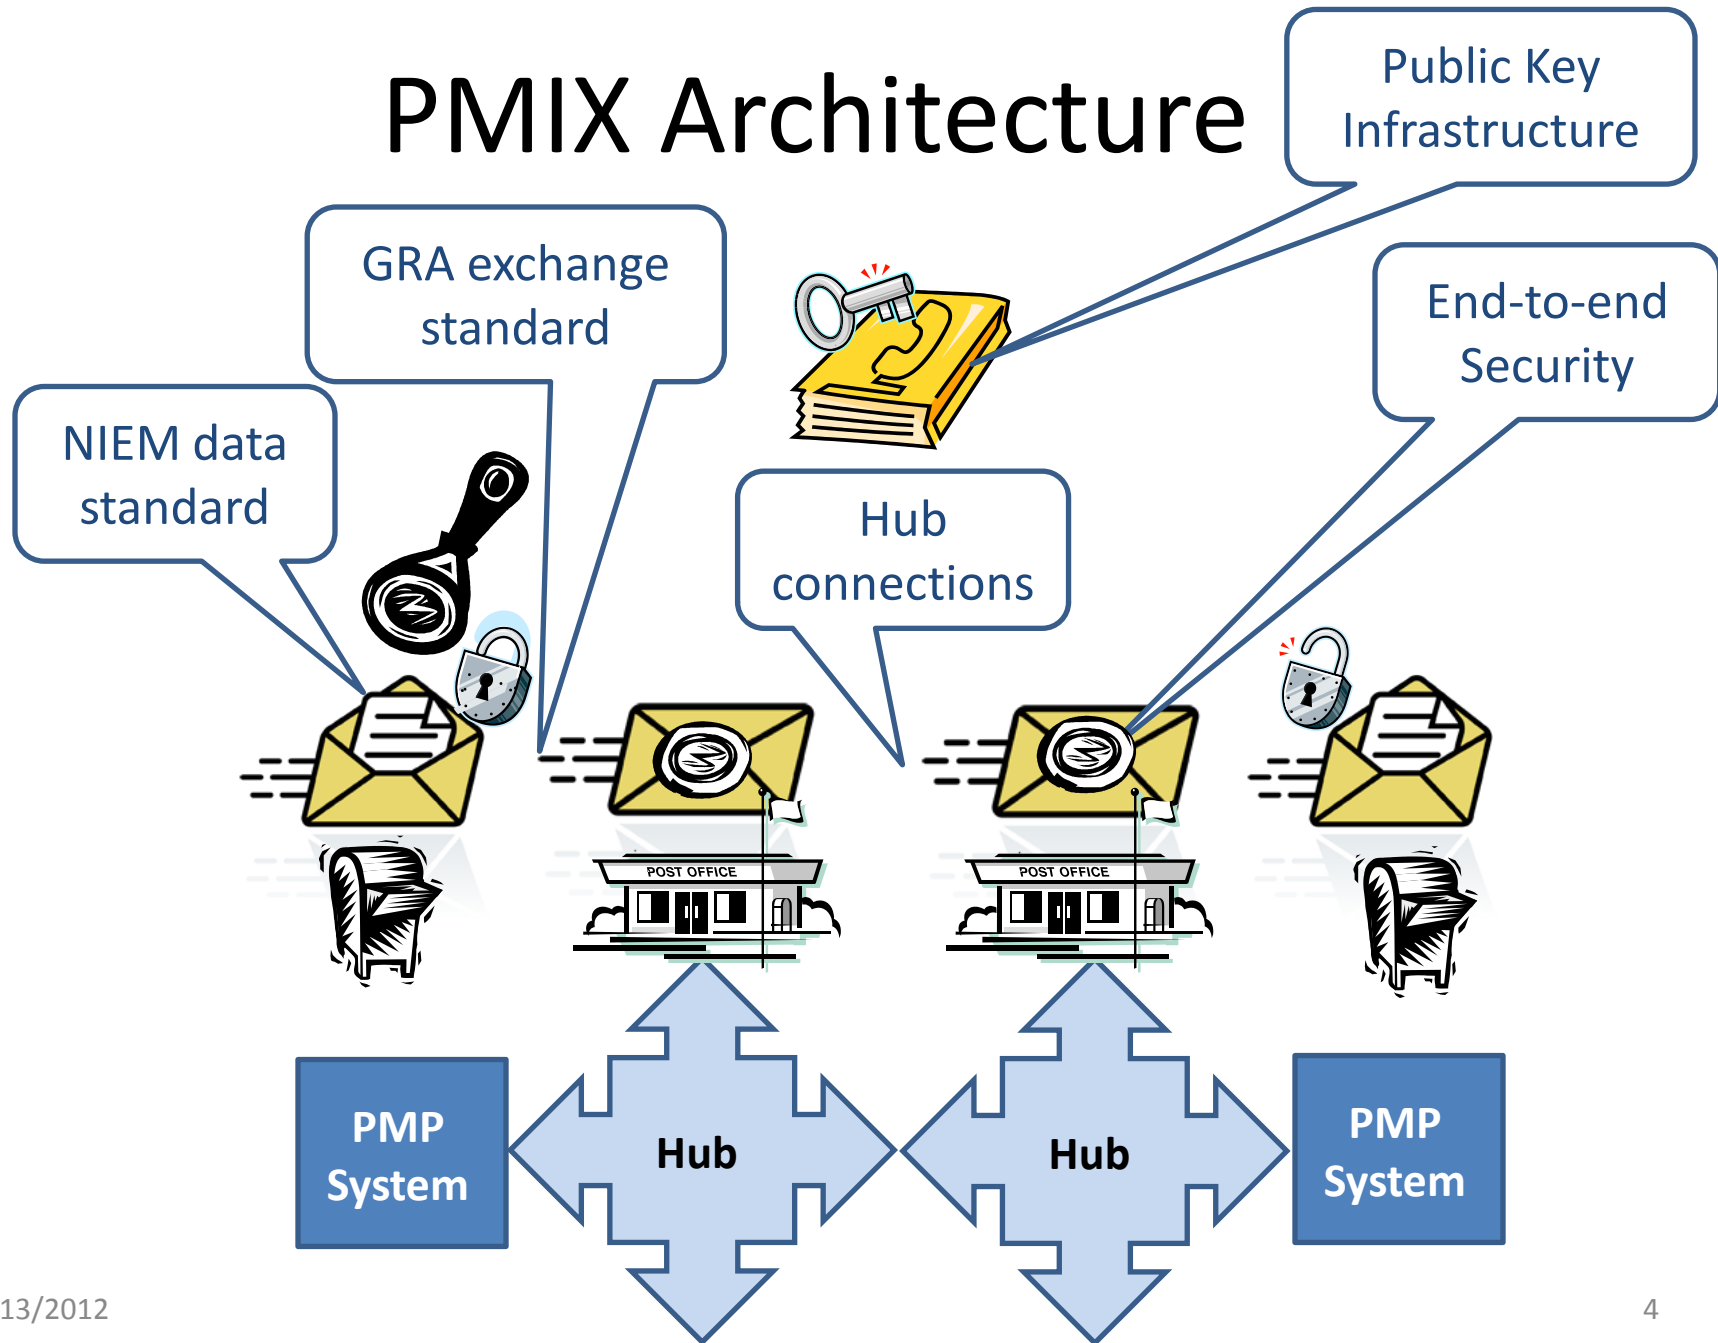 PMIX Architecture
Public Key
Infrastructure
GRA exchange
standard
End-to-end
Security
NIEM data
standard
Hub
connections
POST OFFICE
POST OFFICE
PMP
System
Hub
Hub
PMP
System
13/2012
4